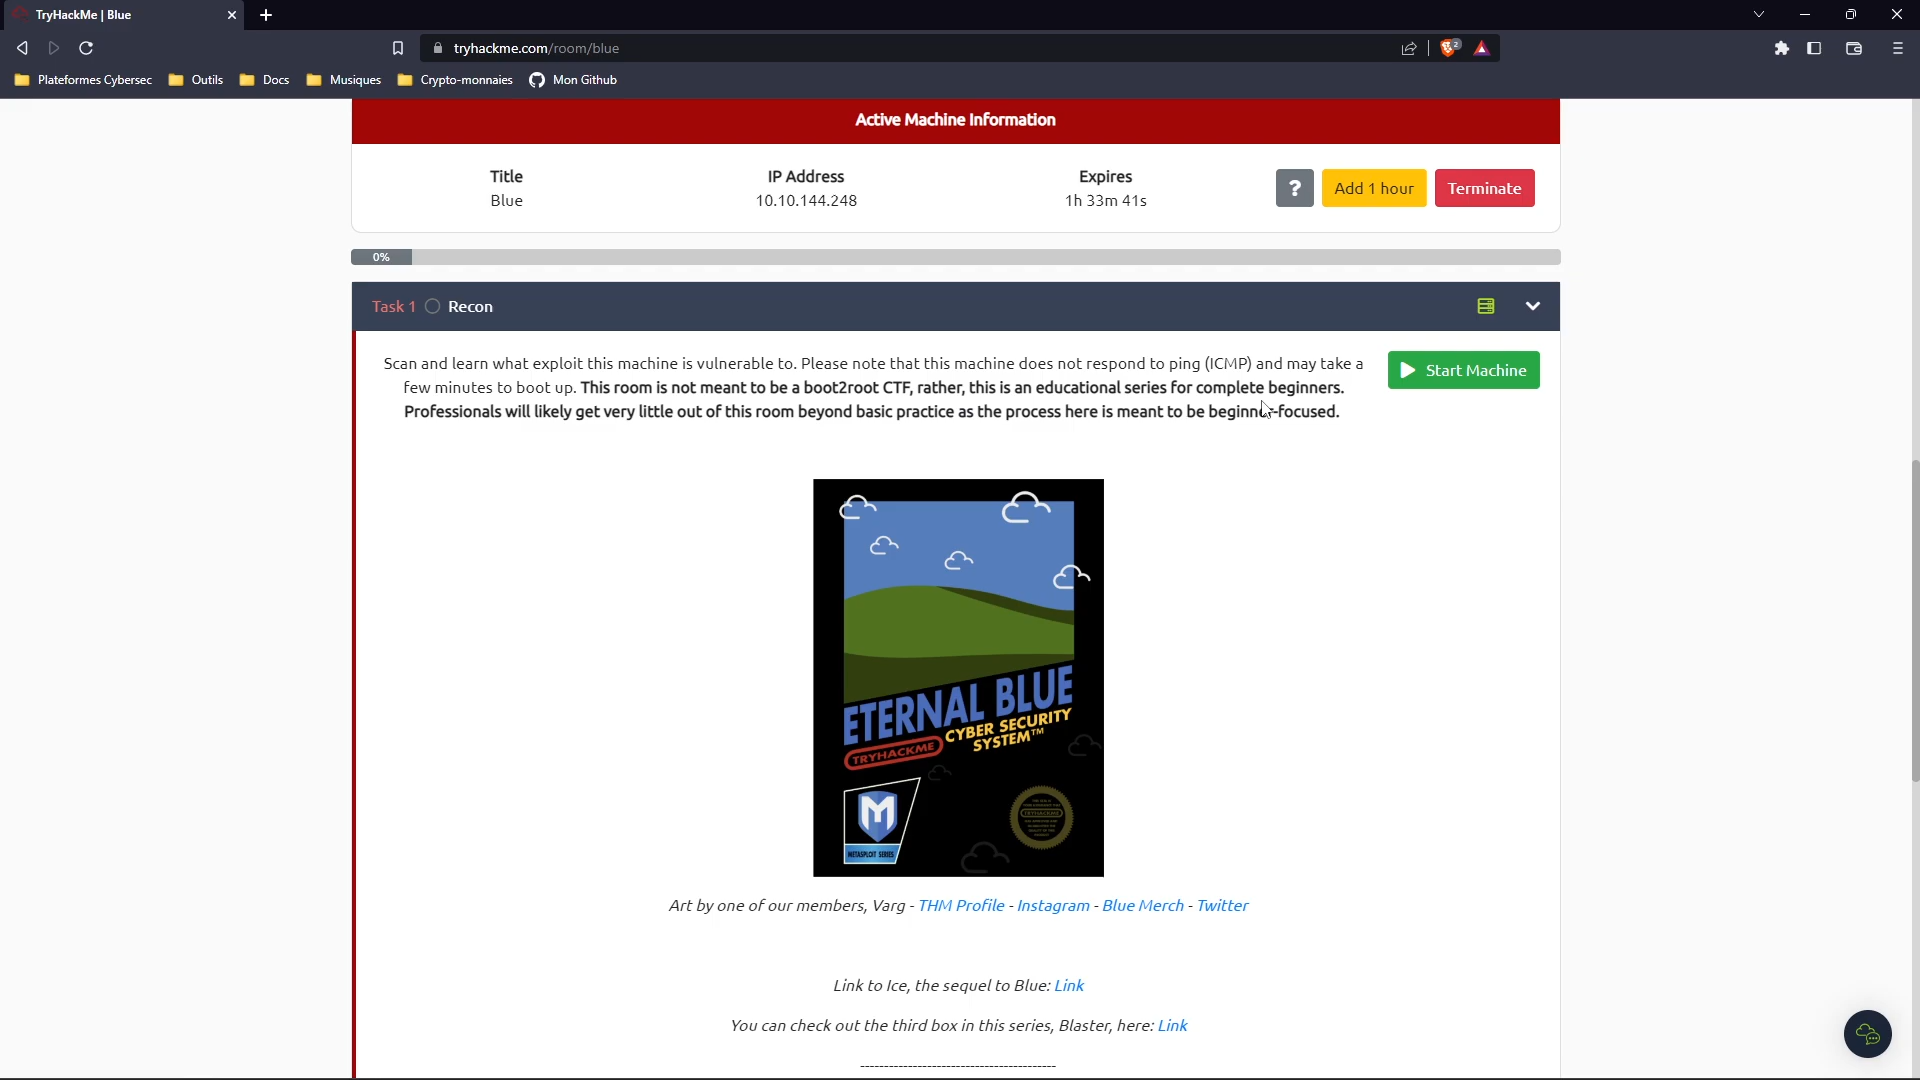 TryHackMe | Blue
tryhackme.com/room/blue
2
Plateformes Cybersec Outils Docs Musiques Crypto-monnaies Mon Github
Active Machine Information
Title IP Address Expires
Blue 10.10.144.248 1h 33m 41s
? Add 1 hour Terminate
0%
Task 1 Recon
Scan and learn what exploit this machine is vulnerable to. Please note that this machine does not respond to ping (ICMP) and may take a
few minutes to boot up. This room is not meant to be a boot2root CTF, rather, this is an educational series for complete beginners.
Professionals will likely get very little out of this room beyond basic practice as the process here is meant to be beginner-focused.
Start Machine
ETERNAL BLUE
CYBER SECURITY
SYSTEM™
TRYHACKME
M
METASPLOIT SERIES
Art by one of our members, Varg - THM Profile - Instagram - Blue Merch - Twitter
Link to Ice, the sequel to Blue: Link
You can check out the third box in this series, Blaster, here: Link
----------------------------------------